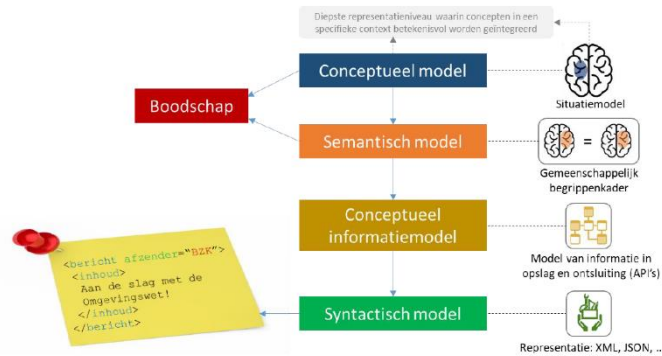 Diepste representatieniveau waarin concepten in een
specifieke context betekenisvol worden geïntegreerd
Conceptueel model
Situatiemodel
Boodschap
Semantisch model
=
Gemeenschappelijk
begrippenkader
Conceptueel
informatiemodel
Model van informatie in
opslag en ontsluiting (API's)
<bericht afzender="BZK">
<inhoud>
Aan de slag met de
Omgevingswet!
</inhoud>
</bericht>
Syntactisch model
Representatie: XML, JSON, ..